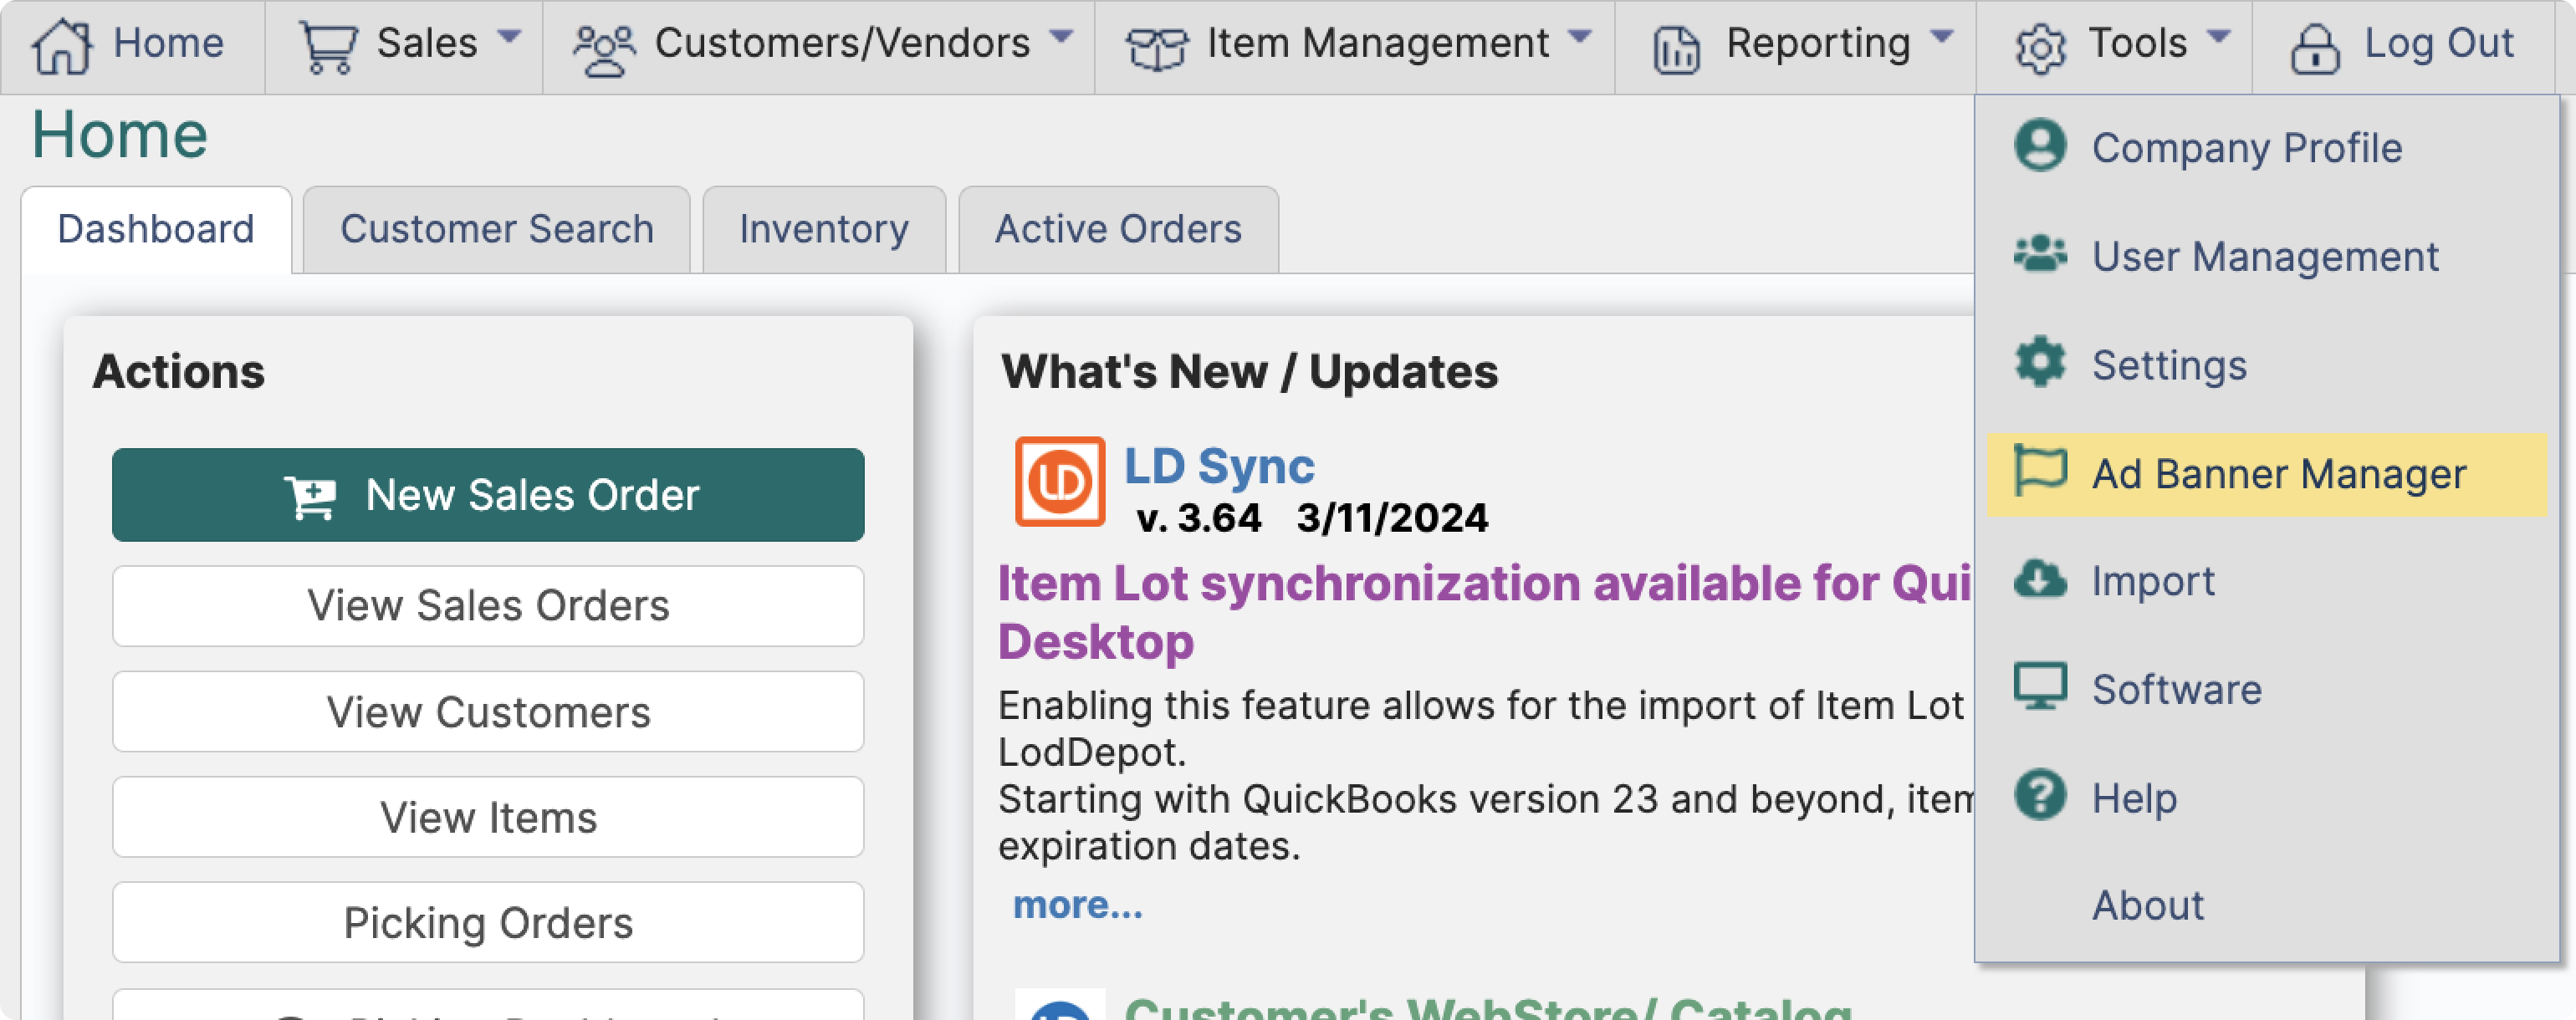 Home
Sales
Customers/Vendors
Item Management
Reporting
Tools
Log Out
Home
Dashboard
Customer Search
Inventory
Active Orders
Company Profile
User Management
Settings
Ad Banner Manager
Import
Software
Help
About
Actions
New Sales Order
View Sales Orders
View Customers
View Items
Picking Orders
What's New / Updates
LD
LD Sync
v. 3.64 3/11/2024
Item Lot synchronization available for Qui
Desktop
Enabling this feature allows for the import of Item Lot
LodDepot.
Starting with QuickBooks version 23 and beyond, item
expiration dates.
more...
Customer's WebStore/ Catalog